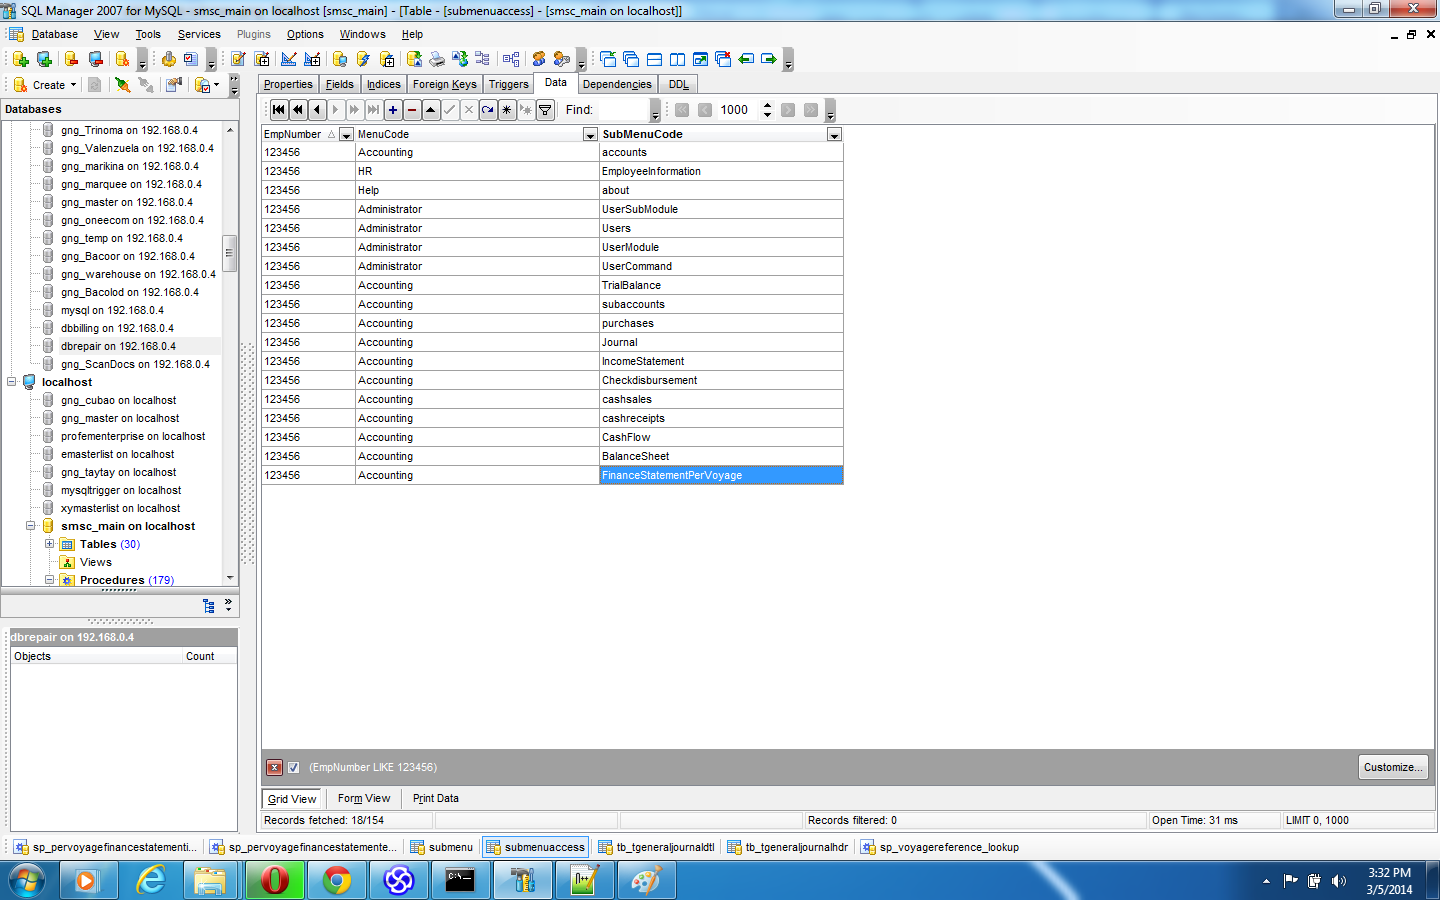 SQL Manager 2007 for MySQL - smsc_main on localhost [smsc_main] - [Table - [submenuaccess] - [smsc_main on localhost]]
Database View Tools Services Plugins Options Windows Help
Create
Properties Fields Indices Foreign Keys Triggers Data Dependencies DDL
Databases
Find: 1000
gng_Trinoma on 192.168.0.4
gng_Valenzuela on 192.168.0.4
gng_marikina on 192.168.0.4
gng_marquee on 192.168.0.4
gng_master on 192.168.0.4
gng_oneecom on 192.168.0.4
gng_temp on 192.168.0.4
gng_Bacoor on 192.168.0.4
gng_warehouse on 192.168.0.4
gng_Bacolod on 192.168.0.4
mysql on 192.168.0.4
dbbilling on 192.168.0.4
dbrepair on 192.168.0.4
gng_ScanDocs on 192.168.0.4
localhost
gng_cubao on localhost
gng_master on localhost
profementerprise on localhost
emasterlist on localhost
gng_taytay on localhost
mysqltrigger on localhost
xymasterlist on localhost
smsc_main on localhost
Tables (30)
Views
Procedures (179)
dbrepair on 192.168.0.4
Objects Count
EmpNumber MenuCode SubMenuCode
123456 Accounting accounts
123456 HR EmployeeInformation
123456 Help about
123456 Administrator UserSubModule
123456 Administrator Users
123456 Administrator UserModule
123456 Administrator UserCommand
123456 Accounting TrialBalance
123456 Accounting subaccounts
123456 Accounting purchases
123456 Accounting Journal
123456 Accounting IncomeStatement
123456 Accounting Checkdisbursement
123456 Accounting cashsales
123456 Accounting cashreceipts
123456 Accounting CashFlow
123456 Accounting BalanceSheet
123456 Accounting FinanceStatementPerVoyage
(EmpNumber LIKE 123456) Customize...
Grid View Form View Print Data
Records fetched: 18/154 Records filtered: 0 Open Time: 31 ms LIMIT 0, 1000
sp_pervoyagefinancestatementi... sp_pervoyagefinancestatemente... submenu submenuaccess tb_tgeneraljournaldtl tb_tgeneraljournalhdr sp_voyagereference_lookup
3:32 PM
3/5/2014